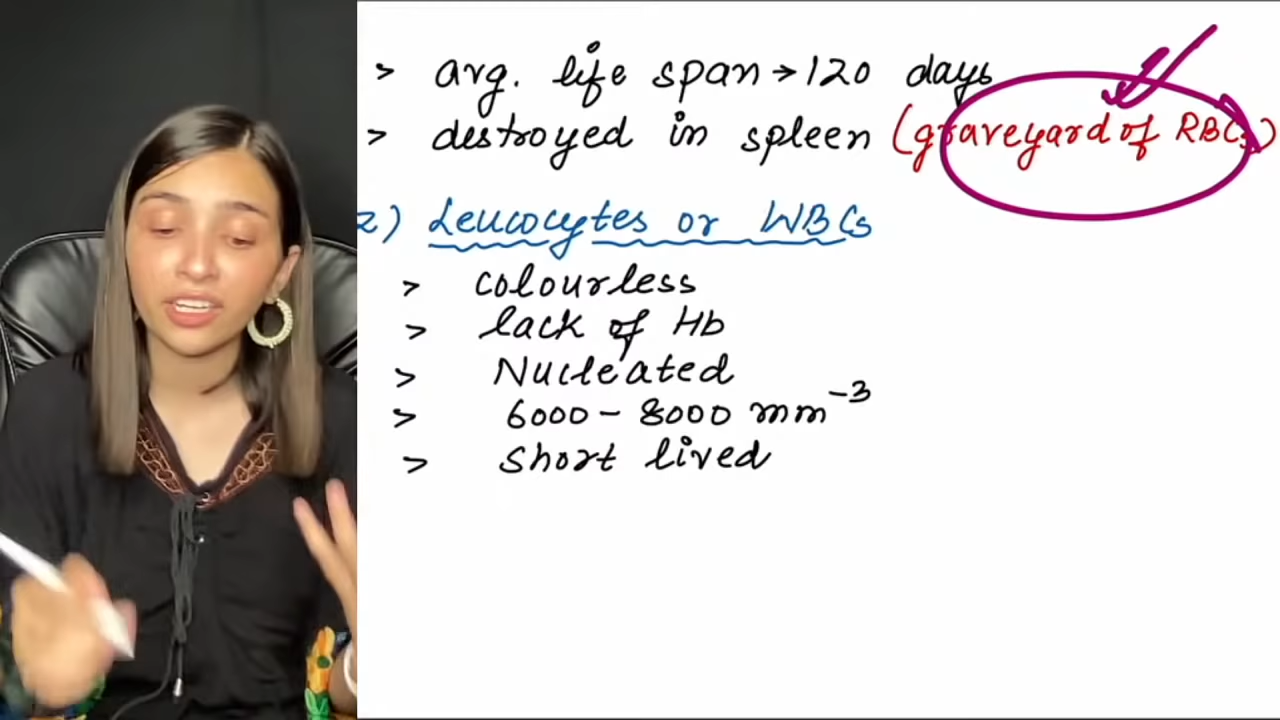 > avg. life span → 120 days
> destroyed in spleen (graveyard of RBCs)
2) Leucocytes or WBCs
> colourless
> lack of Hb
> Nucleated
> 6000 - 8000 mm⁻³
> short lived